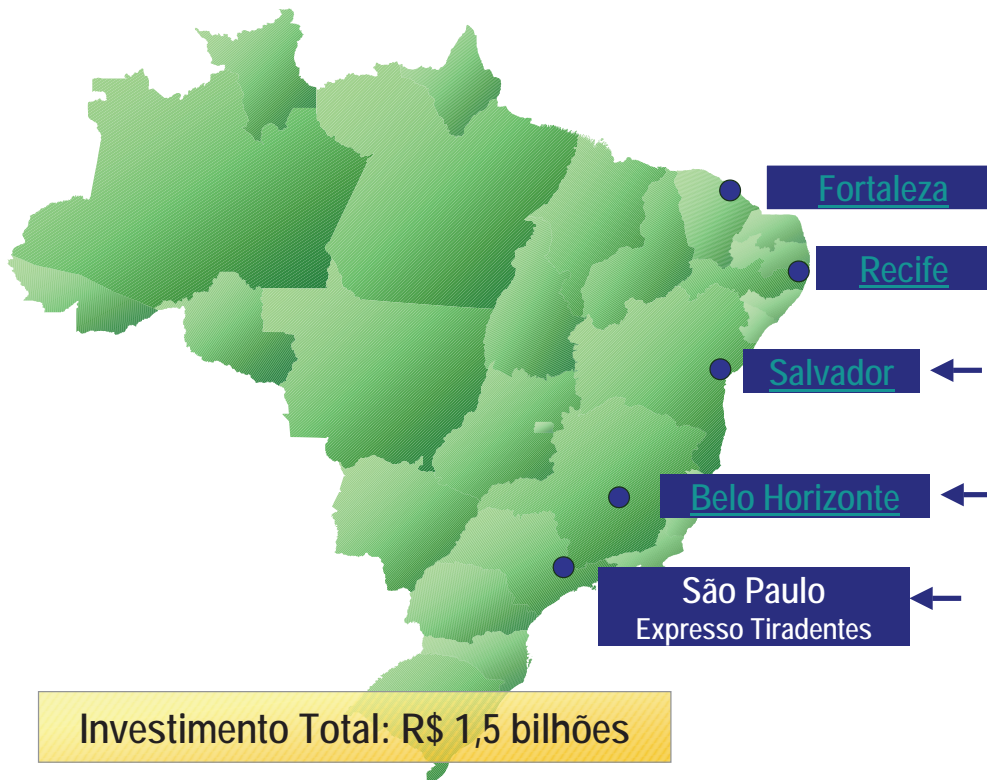 Fortaleza
Recife
Salvador
Belo Horizonte
São Paulo
Expresso Tiradentes
Investimento Total: R$ 1,5 bilhões